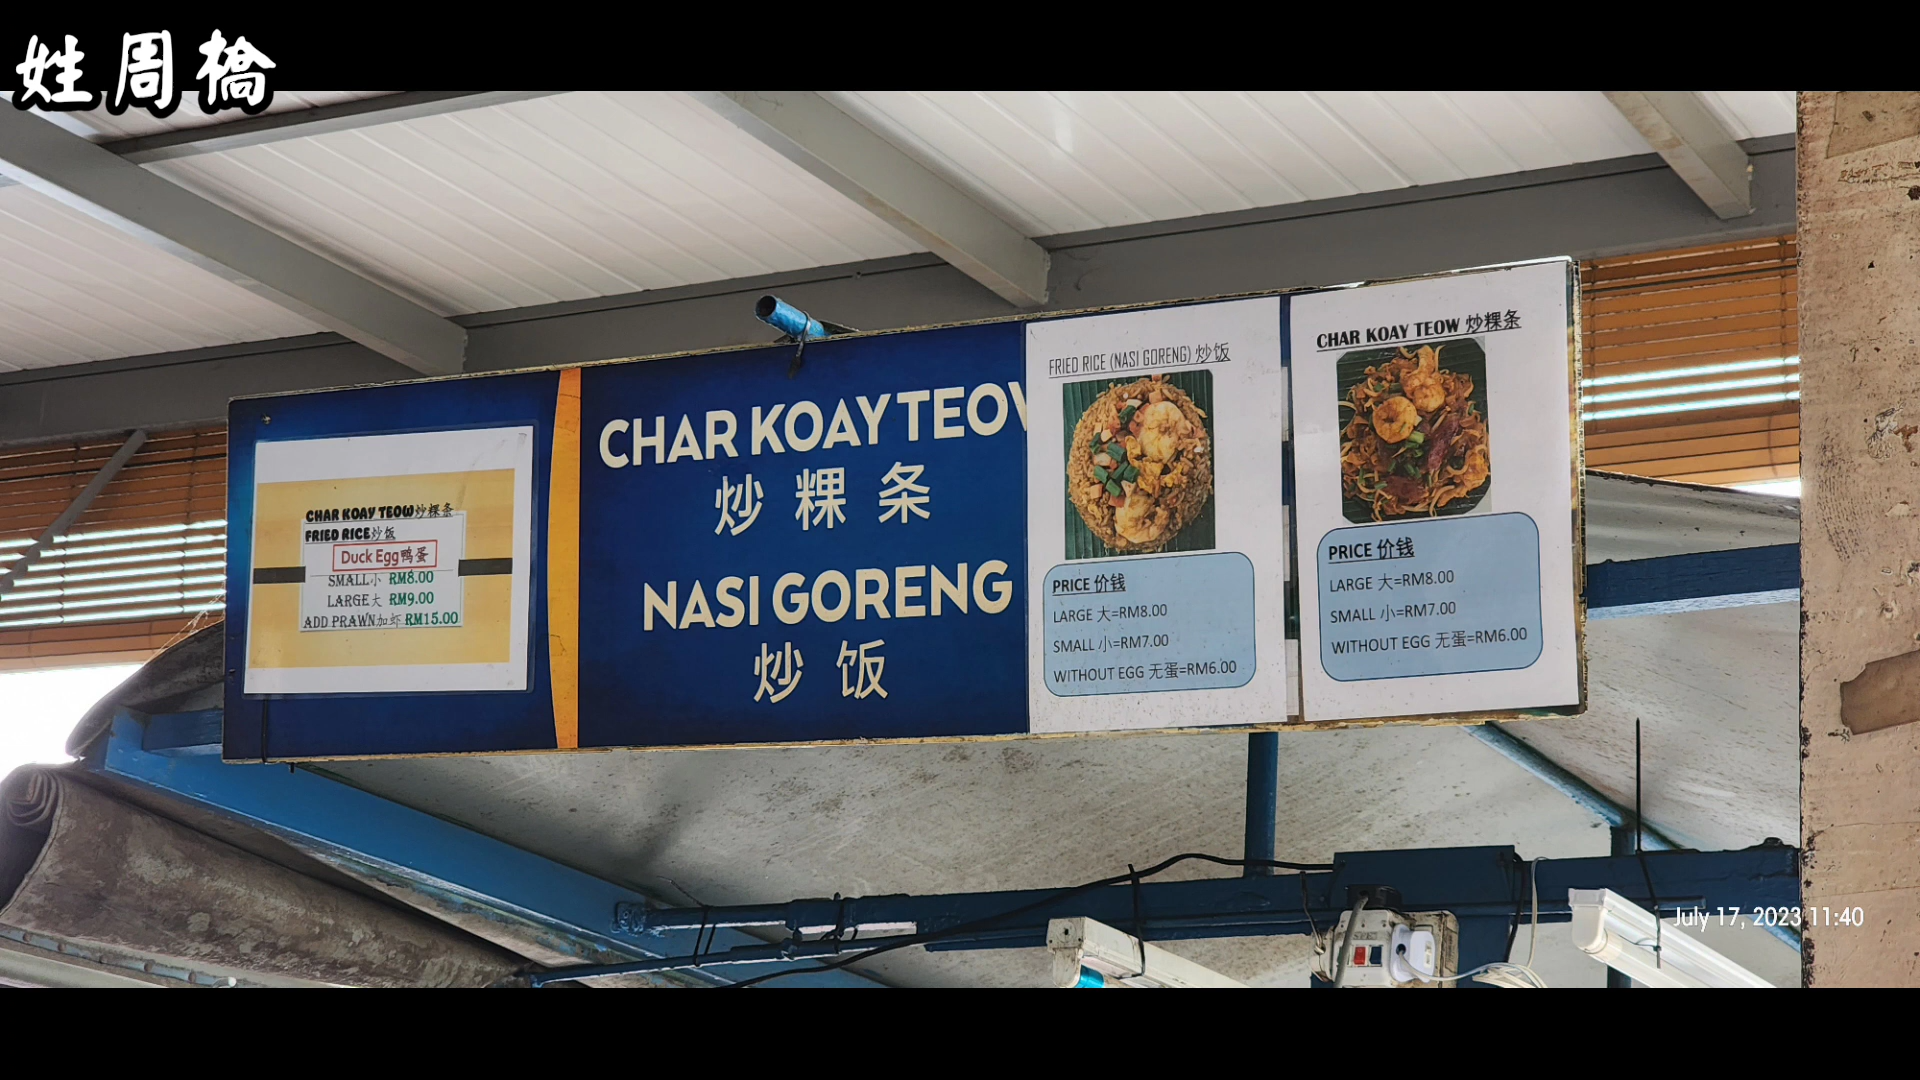 姓周橋
CHAR KOAY TEOW炒粿条
FRIED RICE炒饭
Duck Egg鸭蛋
SMALL小 RM8.00
LARGE大 RM9.00
ADD PRAWN加虾 RM15.00
CHAR KOAY TEOW
炒粿条
NASI GORENG
炒饭
FRIED RICE (NASI GORENG) 炒饭
PRICE 价钱
LARGE 大=RM8.00
SMALL 小=RM7.00
WITHOUT EGG 无蛋=RM6.00
CHAR KOAY TEOW 炒粿条
PRICE 价钱
LARGE 大=RM8.00
SMALL 小=RM7.00
WITHOUT EGG 无蛋=RM6.00
July 17, 2023 11:40